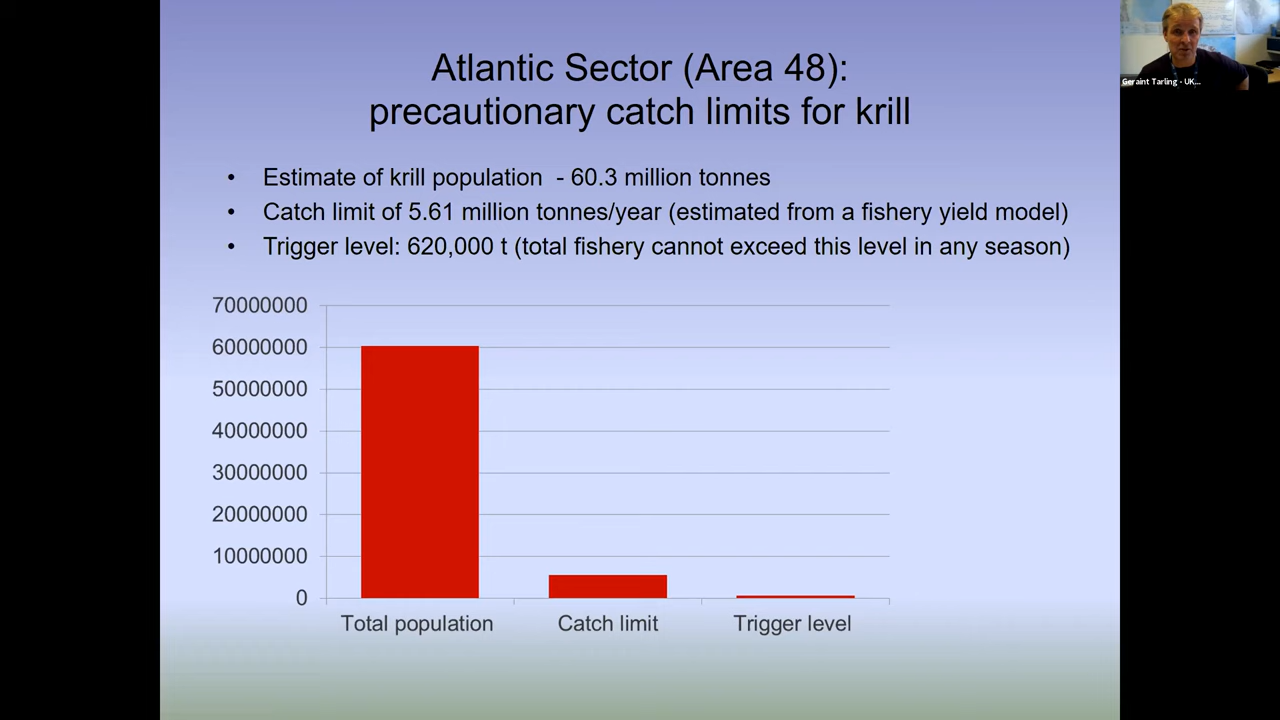 Atlantic Sector (Area 48):
precautionary catch limits for krill
• Estimate of krill population - 60.3 million tonnes
• Catch limit of 5.61 million tonnes/year (estimated from a fishery yield model)
• Trigger level: 620,000 t (total fishery cannot exceed this level in any season)
70000000
60000000
50000000
40000000
30000000
20000000
10000000
0
Total population Catch limit Trigger level
Geraint Tarling - UK...